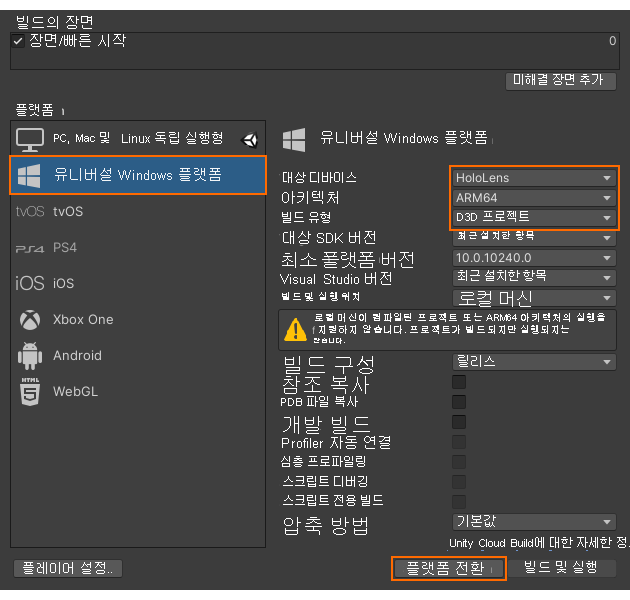 빌드의 장면
장면/빠른 시작 0
미해결 장면 추가
플랫폼
PC, Mac 및 Linux 독립 실행형
유니버설 Windows 플랫폼
tvOS tvOS
PS4 PS4
iOS iOS
Xbox One
Android
HTML 5 WebGL
유니버설 Windows 플랫폼
대상 디바이스 HoloLens
아키텍처 ARM64
빌드 유형 D3D 프로젝트
대상 SDK 버전 최근 설치한 항목
최소 플랫폼 버전 10.0.10240.0
Visual Studio 버전 최근 설치한 항목
빌드 및 실행 위치 로컬 머신
로컬 머신이 컴파일된 프로젝트 또는 ARM64 아키텍처의 실행을
지원하지 않습니다. 프로젝트가 빌드되지만 실행되지는
않습니다.
빌드 구성 릴리스
참조 복사
PDB 파일 복사
개발 빌드
Profiler 자동 연결
심층 프로파일링
스크립트 디버깅
스크립트 전용 빌드
압축 방법 기본값
Unity Cloud Build에 대한 자세한 정
플레이어 설정..
플랫폼 전환
빌드 및 실행